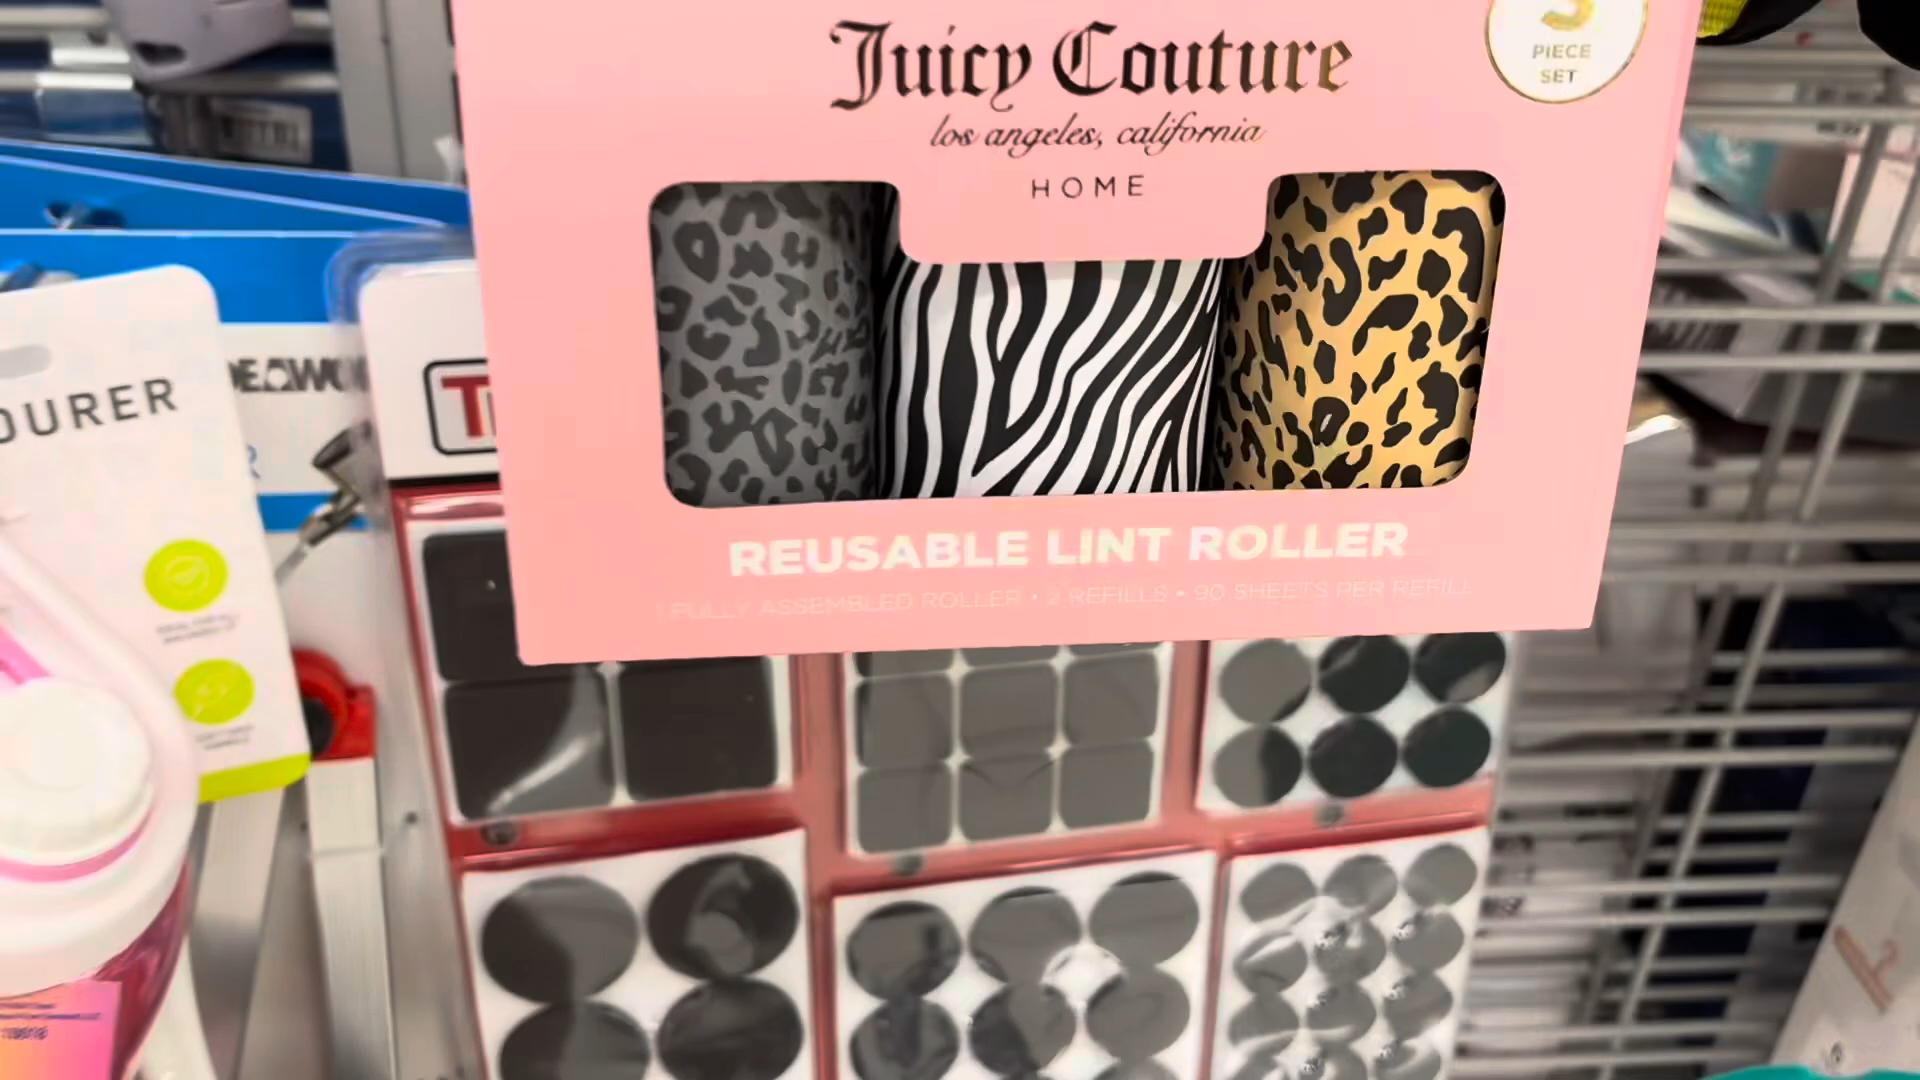 3
PIECE
SET
Juicy Couture
los angeles, california
HOME
REUSABLE LINT ROLLER
1 FULLY ASSEMBLED ROLLER • 2 REFILLS • 90 SHEETS PER REFILL